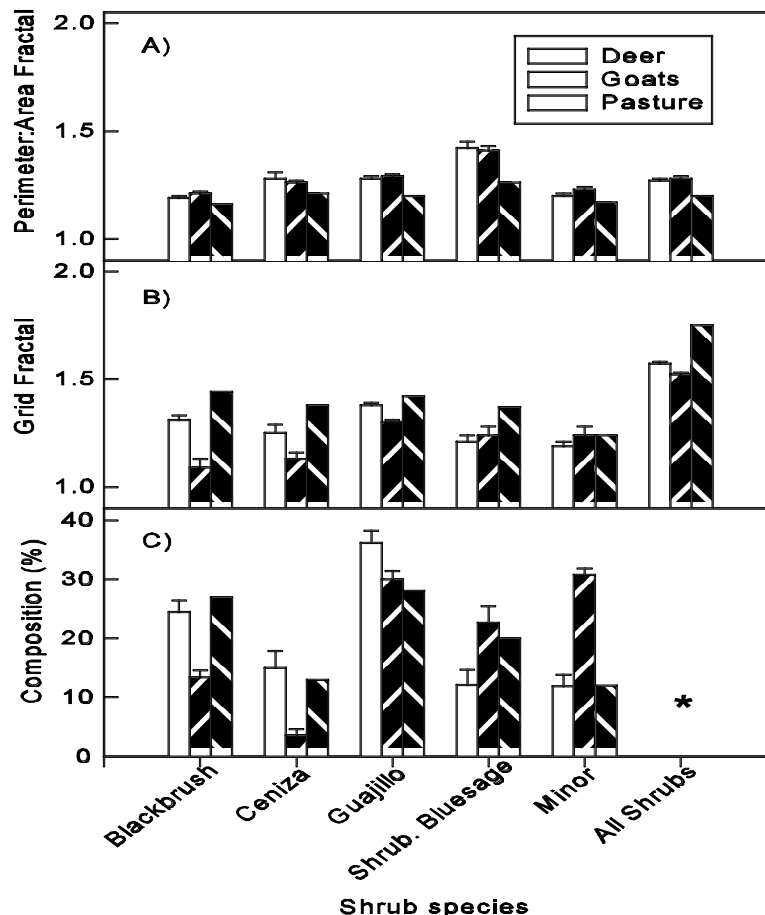 2.0
A)
Deer
Goats
Pasture
Perimeter:Area Fractal
1.5
1.0
2.0
B)
Grid Fractal
1.5
1.0
40
C)
Composition (%)
30
20
10
*
0
Blackbrush
Ceniza
Guajillo
Shrub. Bluesage
Minor
All Shrubs
Shrub species